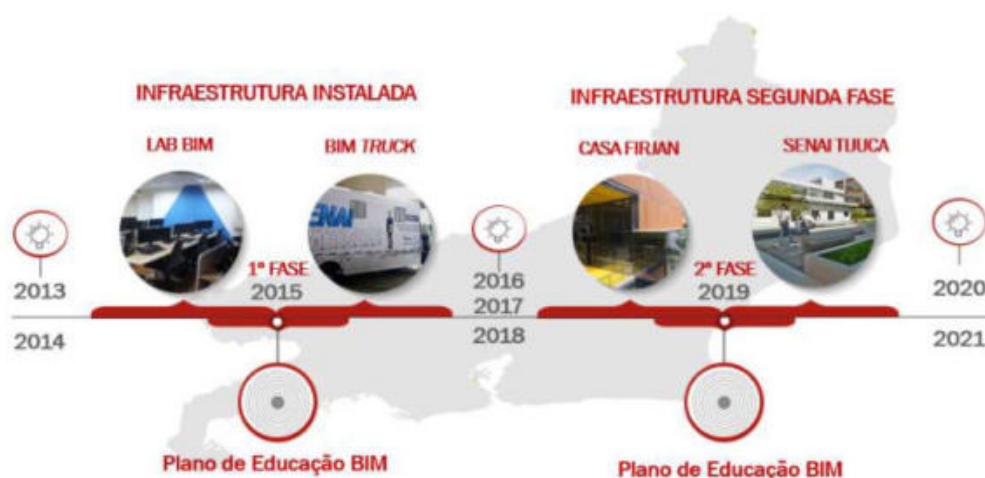 INFRAESTRUTURA INSTALADA
INFRAESTRUTURA SEGUNDA FASE
LAB BIM
BIM TRUCK
CASA FIRJAN
SENAI TIJUCA
ENAI
1ª FASE
2ª FASE
2013
2015
2016
2019
2020
2017
2014
2018
2021
Plano de Educação BIM
Plano de Educação BIM